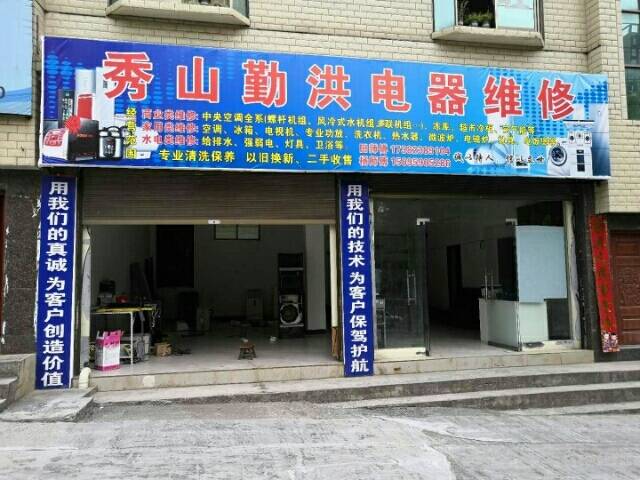 秀山勤洪电器维修
经营范围
商业类维修:中央空调全系(螺杆机组、风冷式水机组
冻库、超市冷柜
家用类维修:空调、冰箱、电视机、专业功放、洗衣机、热水器、微波炉、电磁炉
水电类维修:给排水、强弱电、灯具、卫浴等
专业清洗保养 以旧换新、二手收售
用我们的真诚为客户创造价值
用我们的技术为客户保驾护航